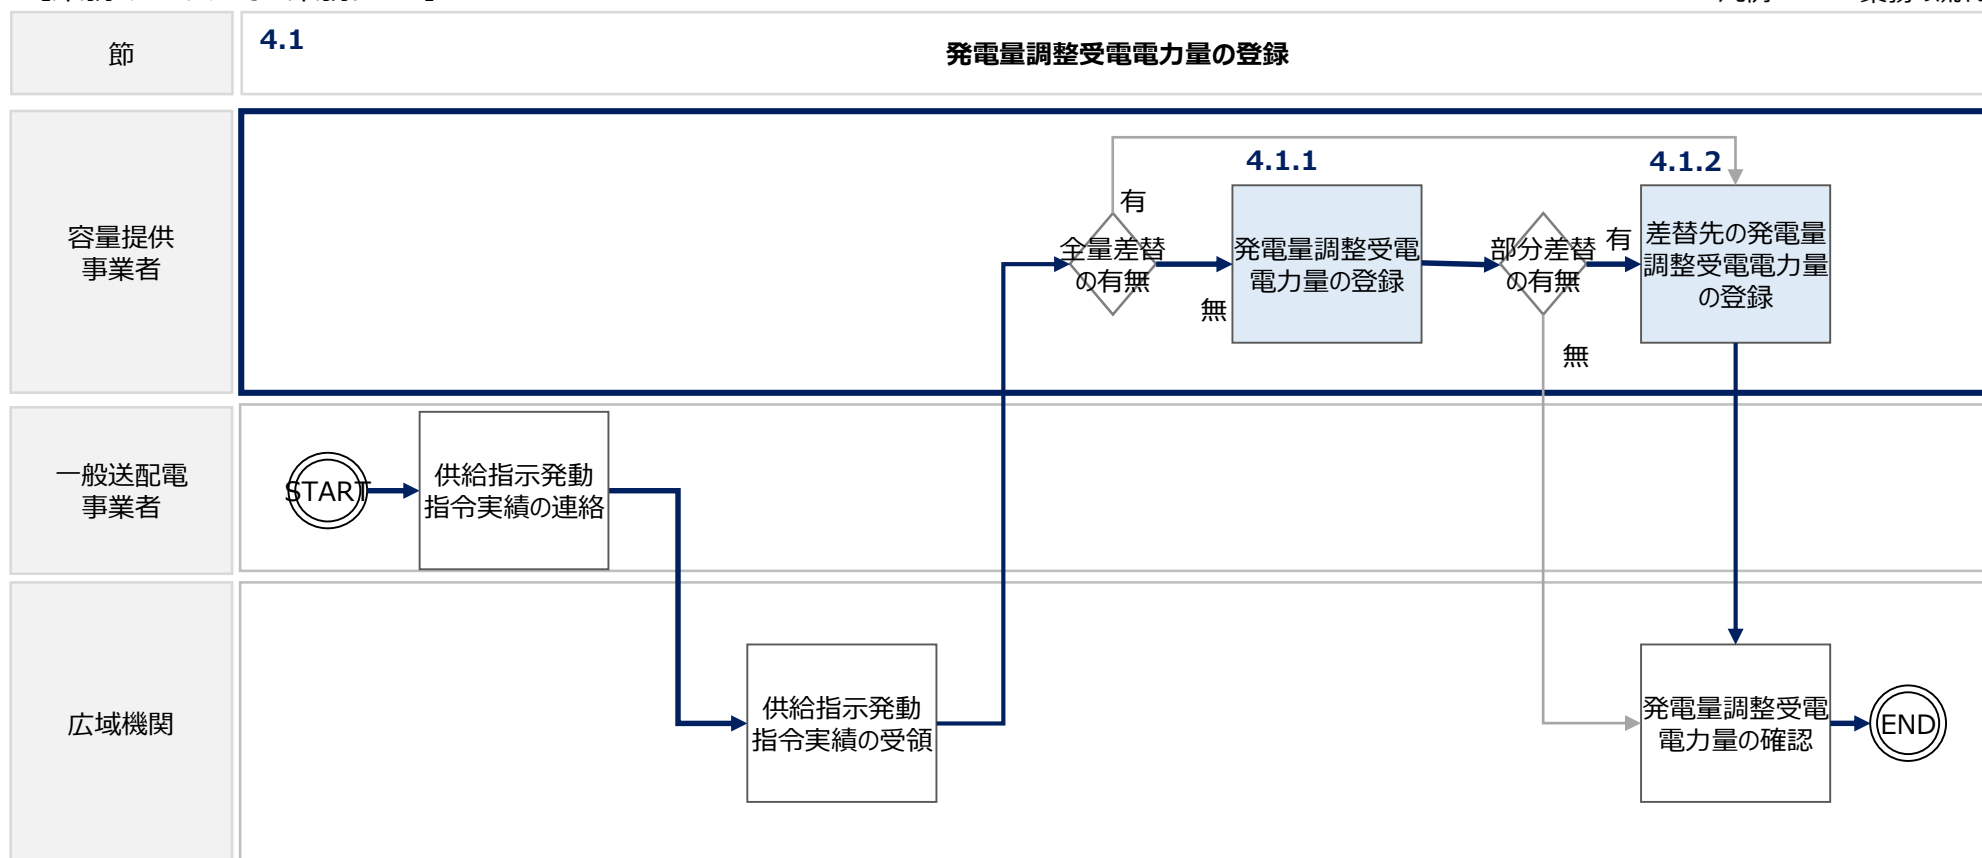 節
4.1
発電量調整受電電力量の登録
容量提供
事業者
全量差替
の有無
有
無
4.1.1
発電量調整受電
電力量の登録
部分差替
の有無
有
無
4.1.2
差替先の発電量
調整受電電力量
の登録
一般送配電
事業者
START
供給指示発動
指令実績の連絡
広域機関
供給指示発動
指令実績の受領
発電量調整受電
電力量の確認
END